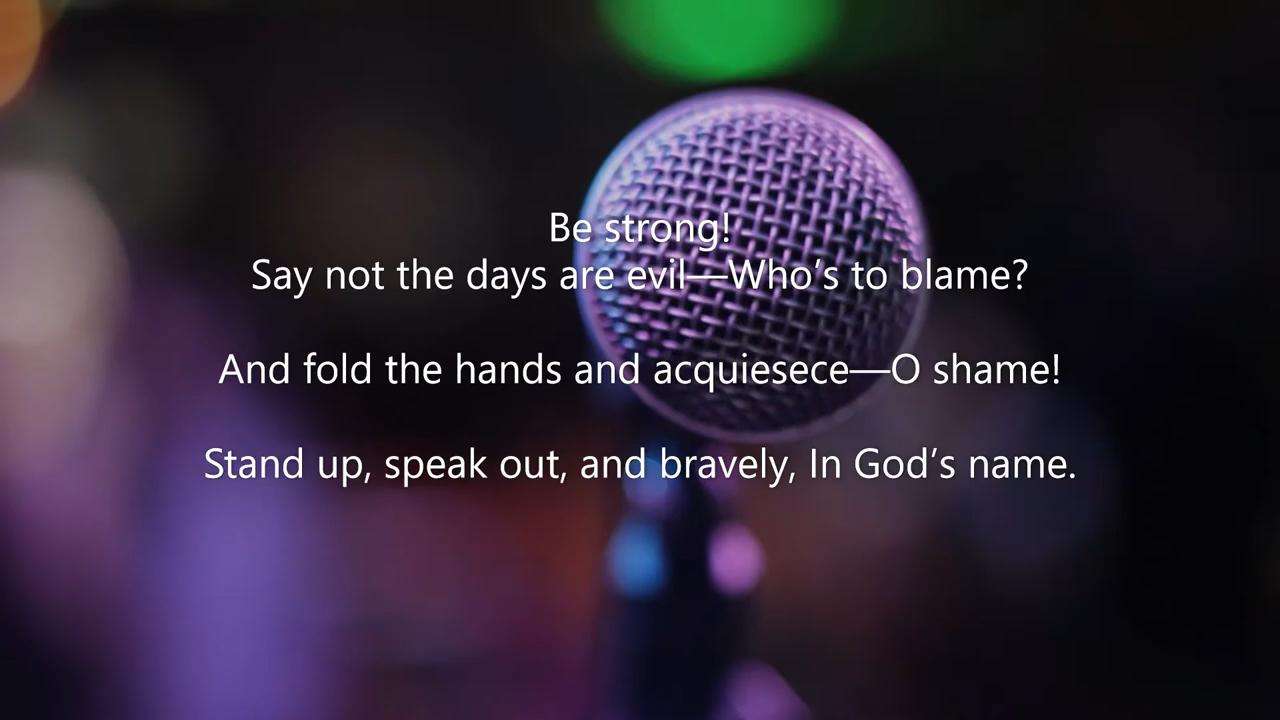 Be strong!
Say not the days are evil—Who’s to blame?
And fold the hands and acquiesece—O shame!
Stand up, speak out, and bravely, In God’s name.